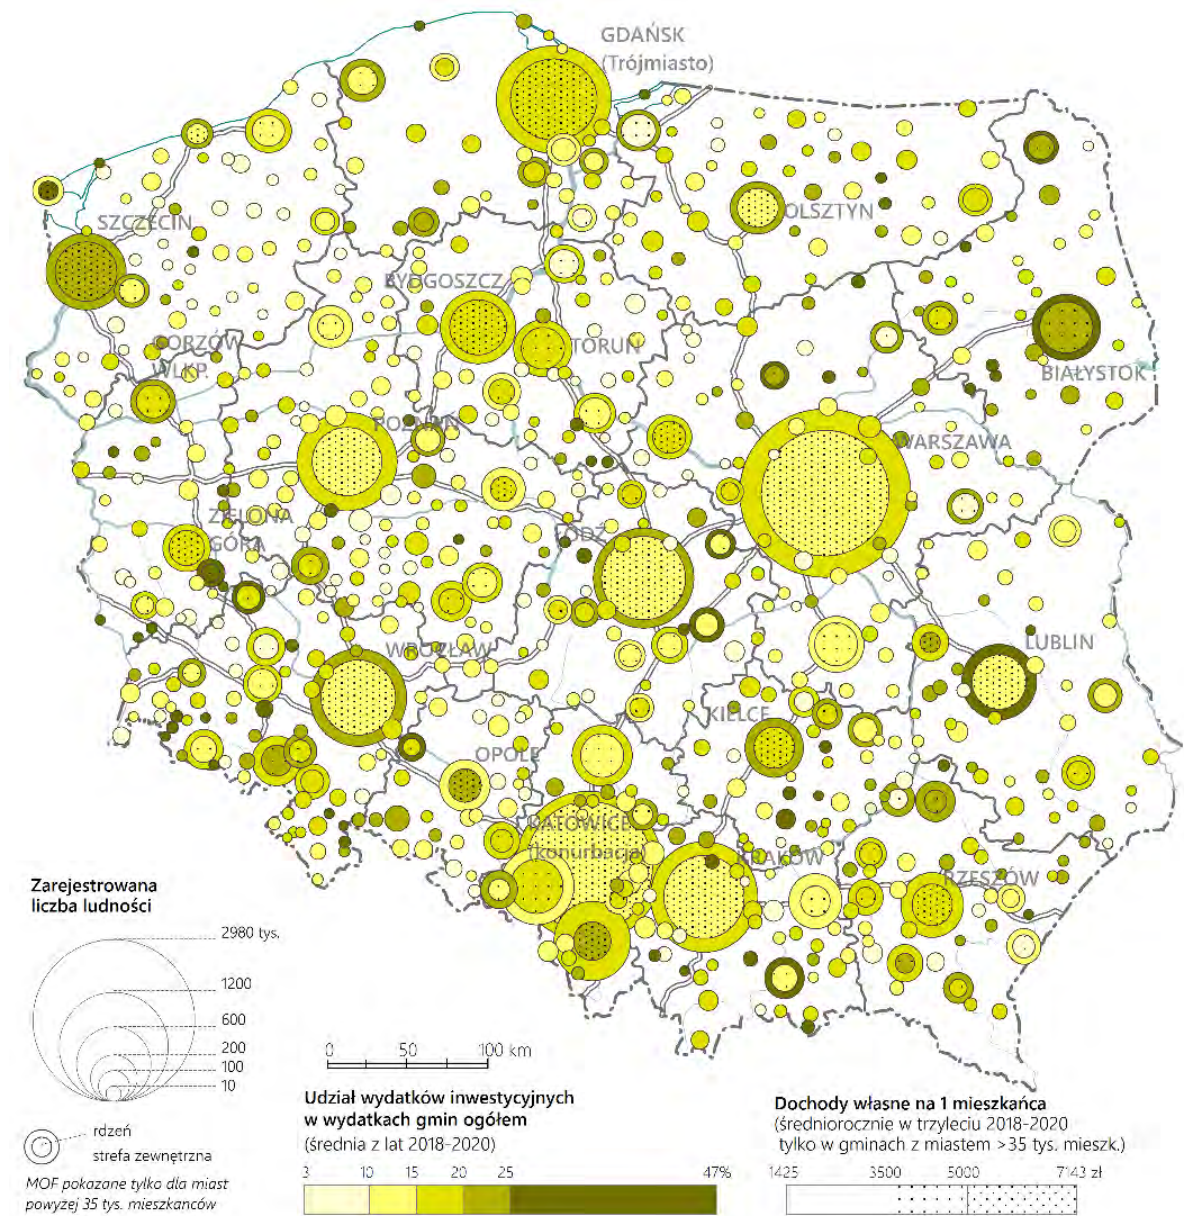 GDAŃSK
(Trójmiasto)
SZCZECIN
OLSZTYN
BYDGOSZCZ
GORZÓW
WLKP.
TORUŃ
BIAŁYSTOK
POZNAŃ
WARSZAWA
ZIELONA
GÓRA
ŁÓDŹ
WROCŁAW
LUBLIN
KIELCE
OPOLE
KATOWICE
(konurbacja)
KRAKÓW
RZESZÓW
Zarejestrowana
liczba ludności
2980 tys.
1200
600
200
100
10
rdzeń
strefa zewnętrzna
MOF pokazane tylko dla miast
powyżej 35 tys. mieszkańców
0 50 100 km
Udział wydatków inwestycyjnych
w wydatkach gmin ogółem
(średnia z lat 2018-2020)
3 10 15 20 25 47%
Dochody własne na 1 mieszkańca
(średniorocznie w trzyleciu 2018-2020
tylko w gminach z miastem >35 tys. mieszk.)
1425 3500 5000 7143 zł